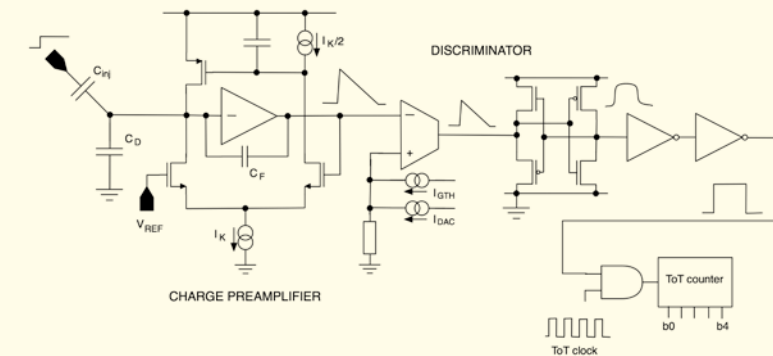 I_K/2
DISCRIMINATOR
C_inj
C_D
C_F
V_REF
I_K
I_GTH
I_DAC
CHARGE PREAMPLIFIER
ToT counter
b0 b4
ToT clock